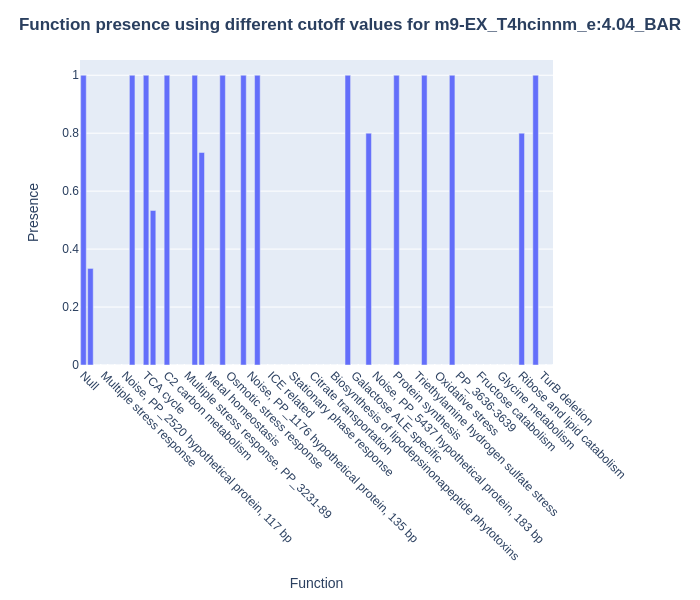 Function presence using different cutoff values for m9-EX_T4hcinnm_e:4.04_BAR
1
0.8
0.6
0.4
0.2
0
Presence
Null
Multiple stress response
Noise, PP_2520 hypothetical protein, 117 bp
TCA cycle
C2 carbon metabolism
Multiple stress response, PP_3231-89
Metal homeostasis
Osmotic stress response
Noise, PP_1176 hypothetical protein, 135 bp
ICE related
Stationary phase response
Citrate transportation
Biosynthesis of lipodepsinonapeptide phytotoxins
Galactose ALE specific
Noise, PP_5437 hypothetical protein, 183 bp
Protein synthesis
Triethylamine hydrogen sulfate stress
Oxidative stress
PP_3636-3639
Fructose catabolism
Glycine metabolism
Ribose and lipid catabolism
TurB deletion
Function